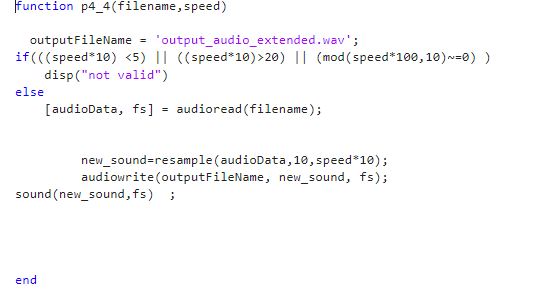 function p4_4(filename,speed)
outputFileName = 'output_audio_extended.wav';
if(((speed*10) <5) || ((speed*10)>20) || (mod(speed*100,10)~=0) )
disp("not valid")
else
[audioData, fs] = audioread(filename);
new_sound=resample(audioData,10,speed*10);
audiowrite(outputFileName, new_sound, fs);
sound(new_sound,fs)  ;
end